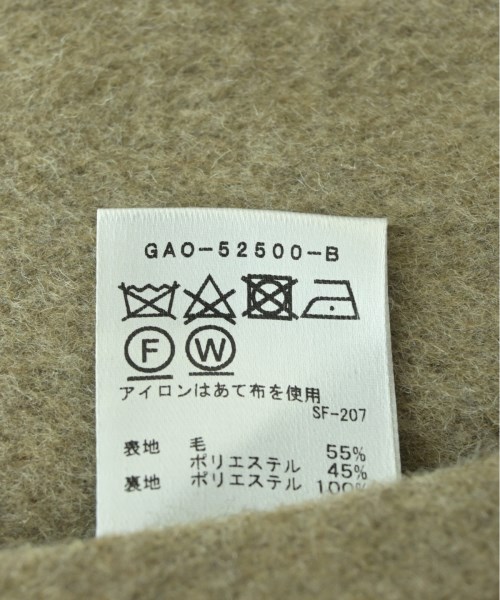 GAO-52500-B
F W
アイロンはあて布を使用
SF-207
表地 毛 55%
ポリエステル 45%
裏地 ポリエステル 100%